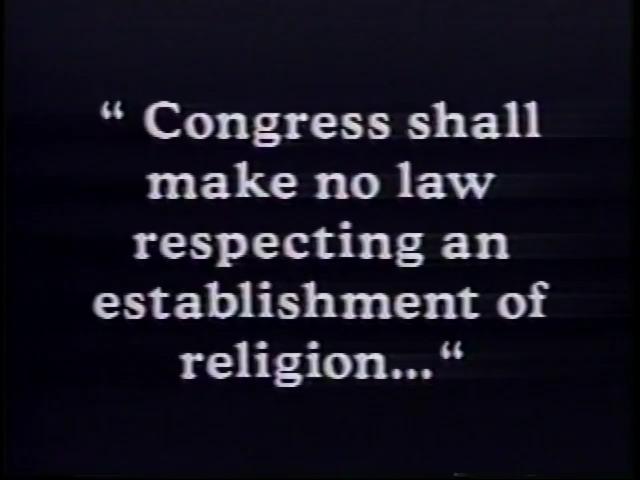 “ Congress shall
make no law
respecting an
establishment of
religion...“